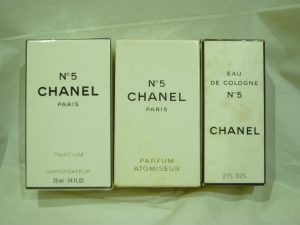 N°5
CHANEL
PARIS
PARFUM
VAPORISATEUR
N°5
CHANEL
PARIS
PARFUM
ATOMISEUR
EAU
DE COLOGNE
N°5
CHANEL